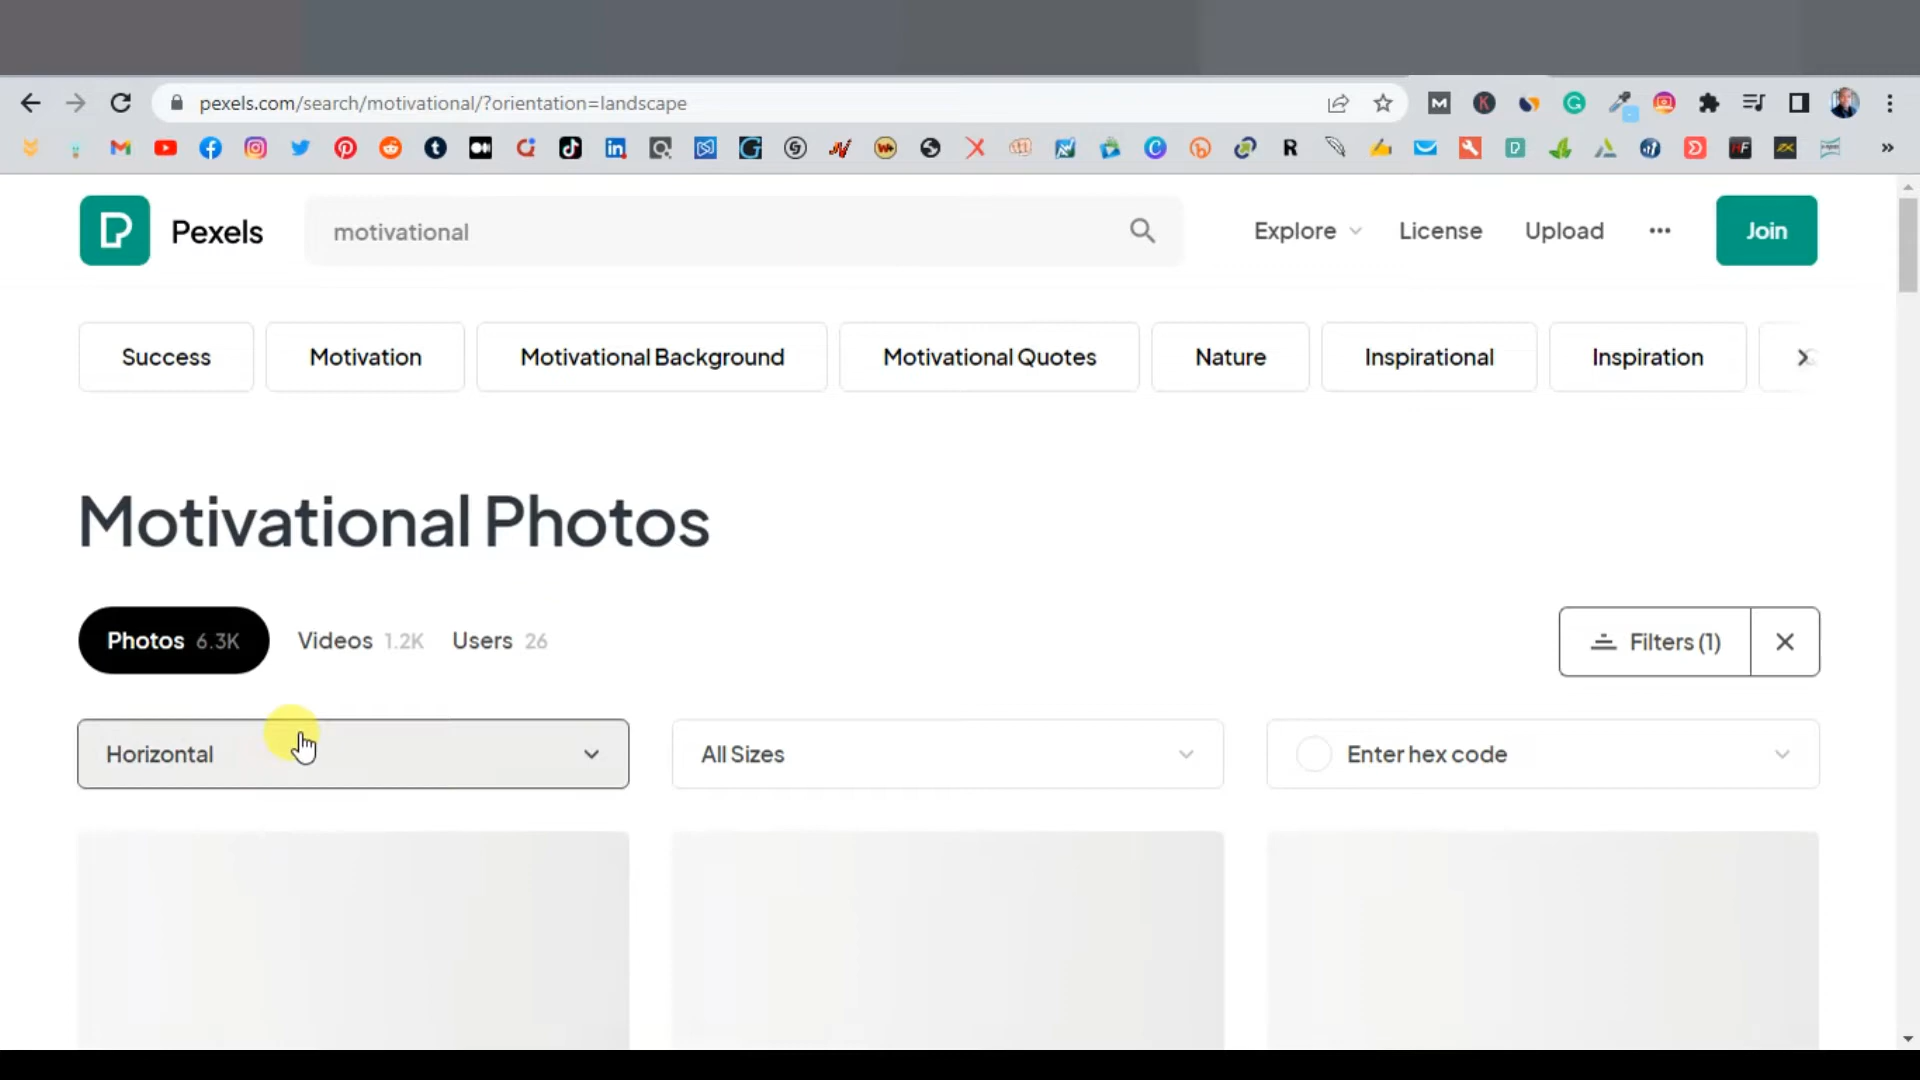 pexels.com/search/motivational/?orientation=landscape
Pexels
motivational
Explore
License
Upload
Join
Success
Motivation
Motivational Background
Motivational Quotes
Nature
Inspirational
Inspiration
Motivational Photos
Photos 6.3K
Videos 1.2K
Users 26
Filters (1)
Horizontal
All Sizes
Enter hex code